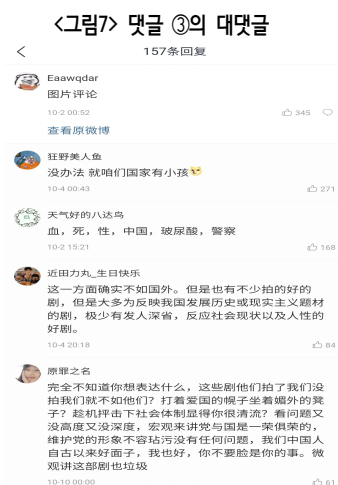 <그림7> 댓글 ③의 대댓글
157条回复
Eaawqdar
图片评论
10-2 00:52
345
查看原微博
狂野美人鱼
没办法 就咱们国家有小孩
10-4 00:43
271
天气好的八达鸟
血，死，性，中国，玻尿酸，警察
10-2 15:21
168
近田力丸_生日快乐
这一方面确实不如国外。但是也有不少拍的好的
剧，但是大多为反映我国发展历史或现实主义题材
的剧，极少有发人深省，反应社会现状以及人性的
好剧。
10-4 20:18
84
原罪之名
完全不知道你想表达什么，这些剧他们拍了我们没
拍我们就不如他们？打着爱国的幌子坐着媚外的凳
子？趁机抨击下社会体制显得你很清流？看问题又
没高度又没深度，宏观来讲党与国是一荣俱荣的，
维护党的形象不容玷污没有任何问题，我们中国人
自古以来好面子，我也好，你不要脸是你的事。微
观讲这部剧也垃圾
10-10 00:00
61